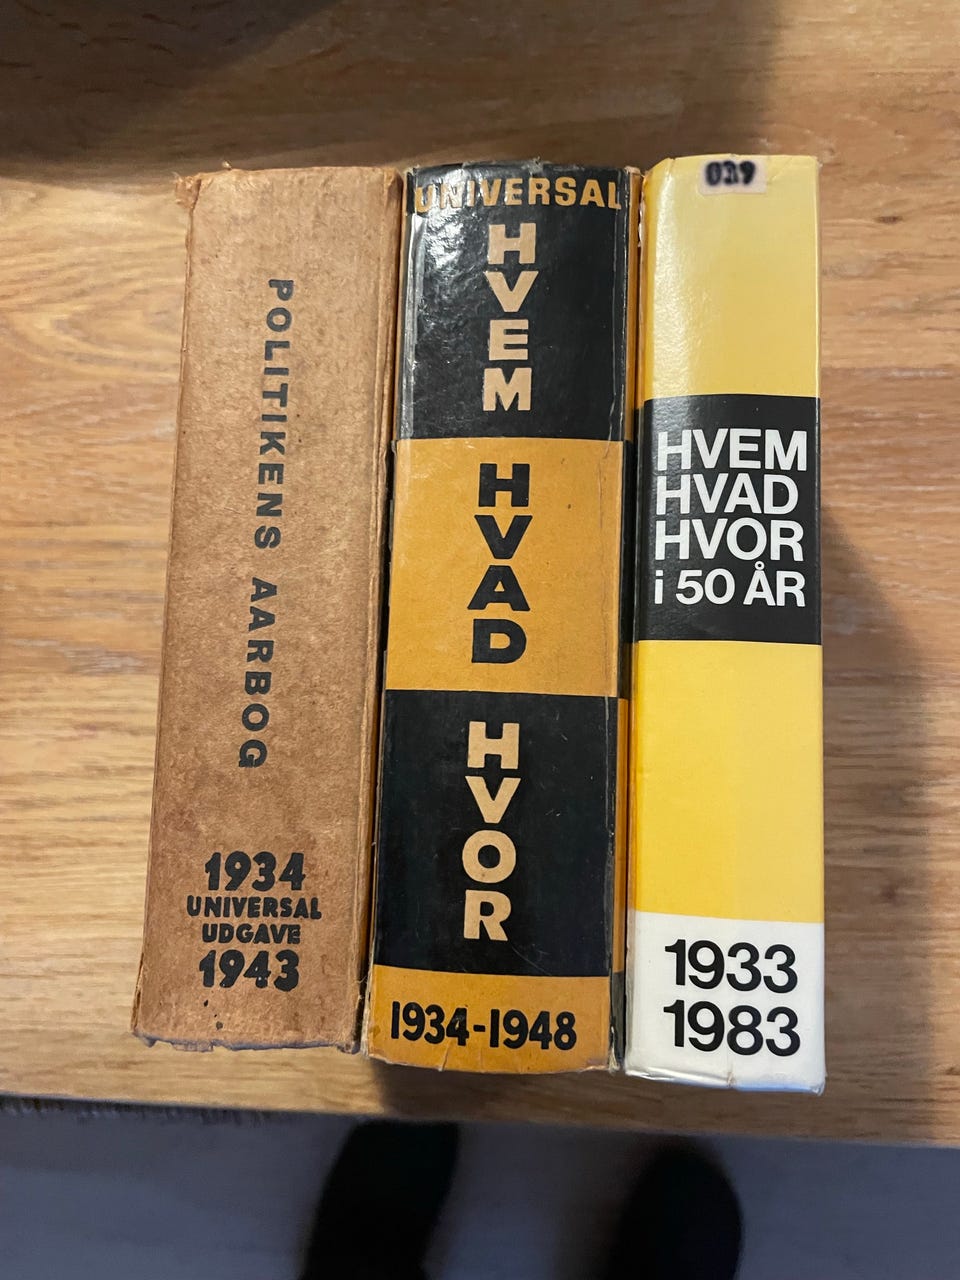 POLITIKENS AARBOG
1934
UNIVERSAL
UDGAVE
1943
UNIVERSAL
HVEM
HVAD
HVOR
1934-1948
029
HVEM
HVAD
HVOR
i 50 ÅR
1933
1983